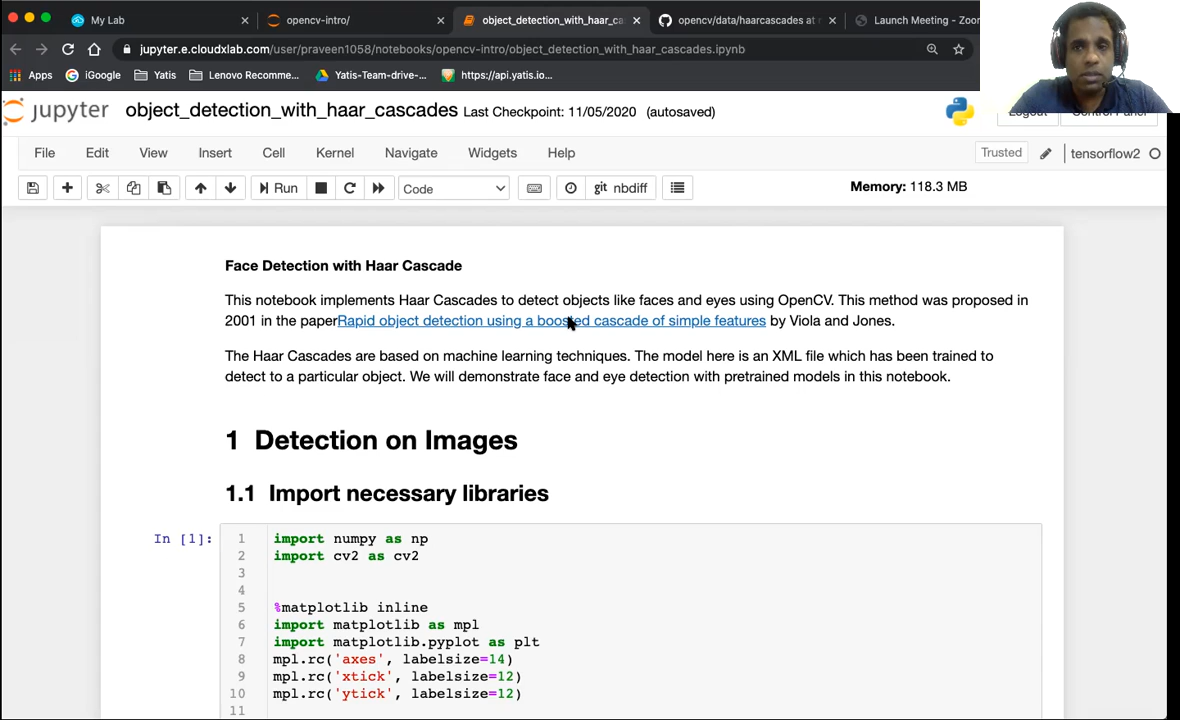 My Lab
opencv-intro/
object_detection_with_haar_ca
opencv/data/haarcascades at
Launch Meeting - Zoom
jupyter.e.cloudxlab.com/user/praveen1058/notebooks/opencv-intro/object_detection_with_haar_cascades.ipynb
Apps
iGoogle
Yatis
Lenovo Recomme...
Yatis-Team-drive-...
https://api.yatis.io...
jupyter
object_detection_with_haar_cascades Last Checkpoint: 11/05/2020 (autosaved)
Logout
Control Panel
File Edit View Insert Cell Kernel Navigate Widgets Help
Trusted
tensorflow2
Run
Code
git nbdiff
Memory: 118.3 MB
Face Detection with Haar Cascade
This notebook implements Haar Cascades to detect objects like faces and eyes using OpenCV. This method was proposed in
2001 in the paperRapid object detection using a boosted cascade of simple features by Viola and Jones.
The Haar Cascades are based on machine learning techniques. The model here is an XML file which has been trained to
detect to a particular object. We will demonstrate face and eye detection with pretrained models in this notebook.
1 Detection on Images
1.1 Import necessary libraries
In [1]:
1 import numpy as np
2 import cv2 as cv2
3
4
5 %matplotlib inline
6 import matplotlib as mpl
7 import matplotlib.pyplot as plt
8 mpl.rc('axes', labelsize=14)
9 mpl.rc('xtick', labelsize=12)
10 mpl.rc('ytick', labelsize=12)
11